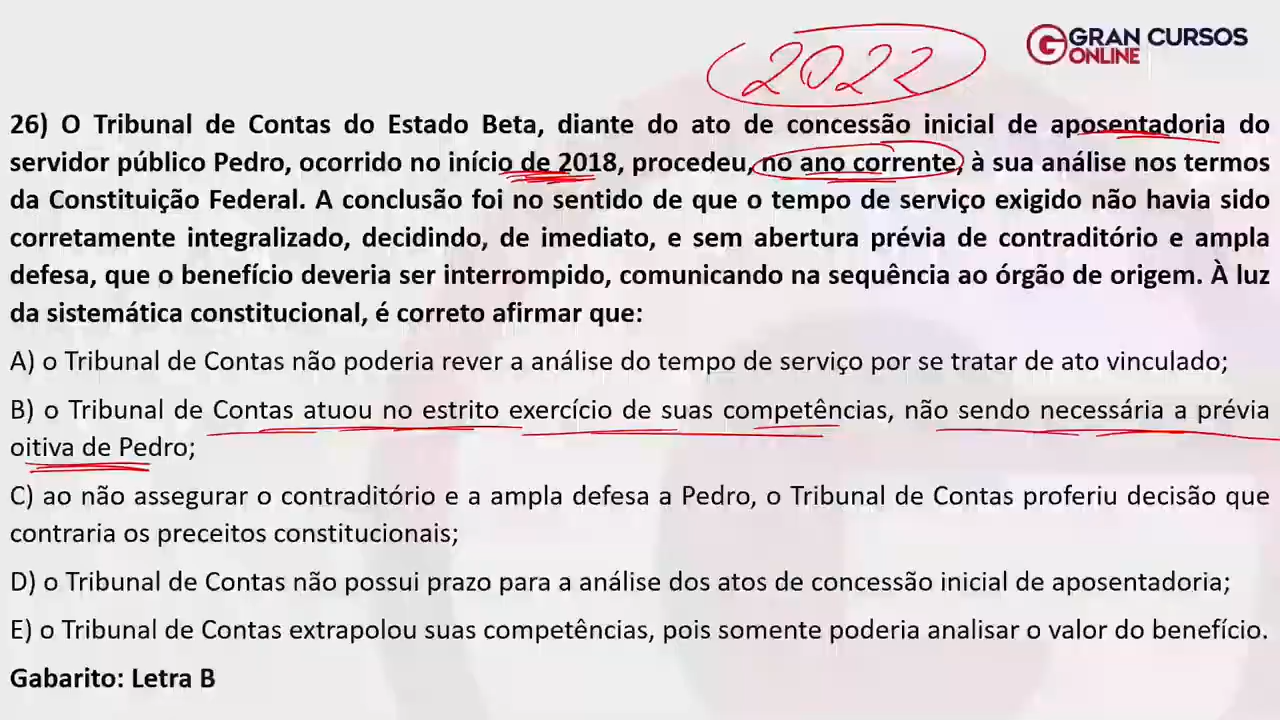 2022
GRAN CURSOS
ONLINE
26) O Tribunal de Contas do Estado Beta, diante do ato de concessão inicial de aposentadoria do
servidor público Pedro, ocorrido no início de 2018, procedeu, no ano corrente, à sua análise nos termos
da Constituição Federal. A conclusão foi no sentido de que o tempo de serviço exigido não havia sido
corretamente integralizado, decidindo, de imediato, e sem abertura prévia de contraditório e ampla
defesa, que o benefício deveria ser interrompido, comunicando na sequência ao órgão de origem. À luz
da sistemática constitucional, é correto afirmar que:
A) o Tribunal de Contas não poderia rever a análise do tempo de serviço por se tratar de ato vinculado;
B) o Tribunal de Contas atuou no estrito exercício de suas competências, não sendo necessária a prévia
oitiva de Pedro;
C) ao não assegurar o contraditório e a ampla defesa a Pedro, o Tribunal de Contas proferiu decisão que
contraria os preceitos constitucionais;
D) o Tribunal de Contas não possui prazo para a análise dos atos de concessão inicial de aposentadoria;
E) o Tribunal de Contas extrapolou suas competências, pois somente poderia analisar o valor do benefício.
Gabarito: Letra B